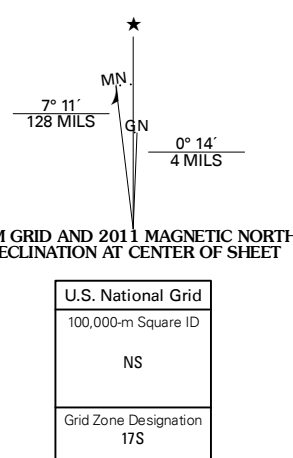 ★
MN
7° 11´
128 MILS
GN
0° 14´
4 MILS
M GRID AND 2011 MAGNETIC NORTH
ECLINATION AT CENTER OF SHEET
U.S. National Grid
100,000-m Square ID
NS
Grid Zone Designation
17S